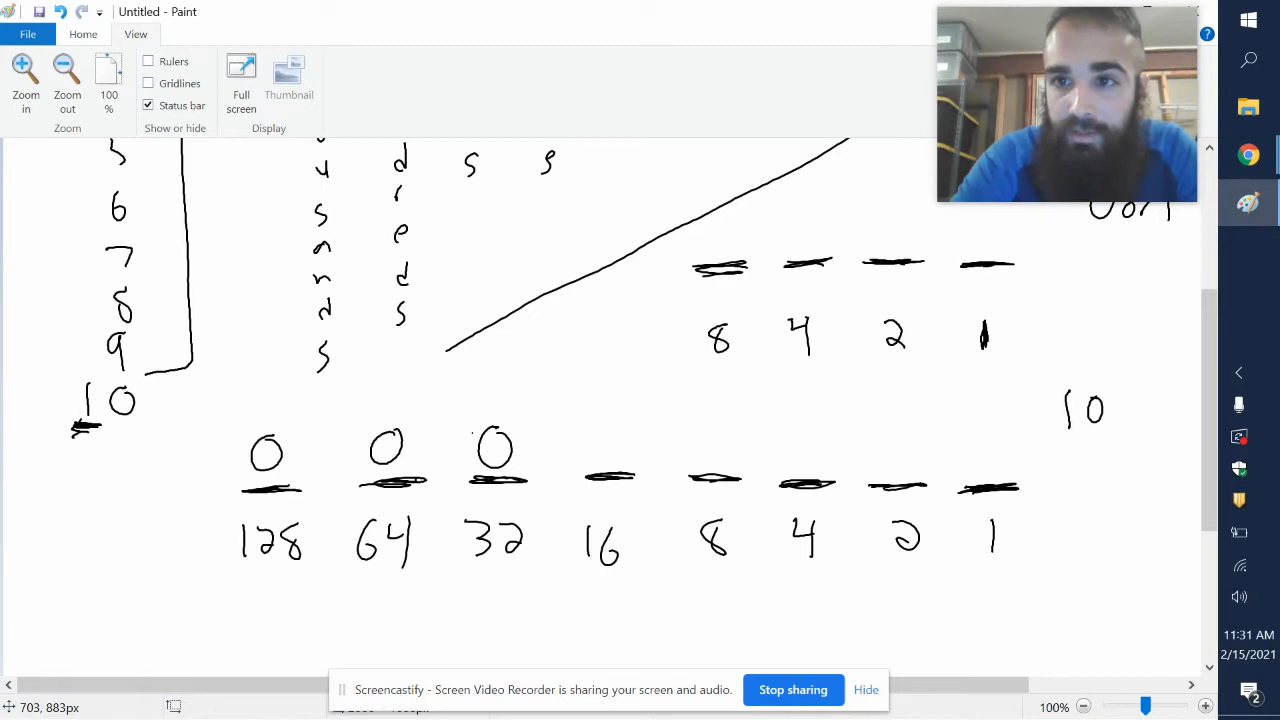 Untitled - Paint
File Home View
Zoom in
Zoom out
100 %
Rulers
Gridlines
Status bar
Show or hide
Full screen
Thumbnail
Display
5
6
7
8
9
10
u s a n d s
d r e d s
s
s
8 4 2 1
10
0 0 0
128 64 32 16 8 4 2 1
Screencastify - Screen Video Recorder is sharing your screen and audio.
Stop sharing
Hide
703, 883px
100%
11:31 AM
2/15/2021
2